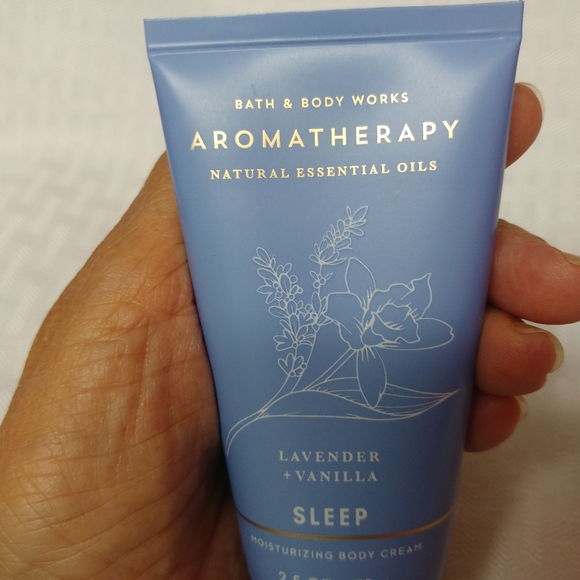 BATH & BODY WORKS
AROMATHERAPY
NATURAL ESSENTIAL OILS
LAVENDER
+ VANILLA
SLEEP
MOISTURIZING BODY CREAM